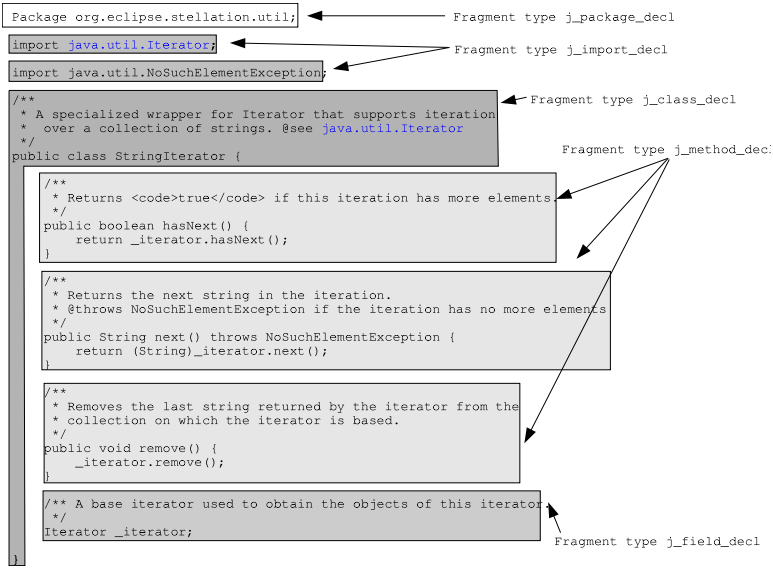 Package org.eclipse.stellation.util;
Fragment type j_package_decl
import java.util.Iterator;
Fragment type j_import_decl
import java.util.NoSuchElementException;
/**
Fragment type j_class_decl
* A specialized wrapper for Iterator that supports iteration
*  over a collection of strings. @see java.util.Iterator
*/
public class StringIterator {
Fragment type j_method_decl
/**
* Returns <code>true</code> if this iteration has more elements.
*/
public boolean hasNext() {
return _iterator.hasNext();
}
/**
* Returns the next string in the iteration.
* @throws NoSuchElementException if the iteration has no more elements
*/
public String next() throws NoSuchElementException {
return (String)_iterator.next();
}
/**
* Removes the last string returned by the iterator from the
* collection on which the iterator is based.
*/
public void remove() {
_iterator.remove();
}
/** A base iterator used to obtain the objects of this iterator.
*/
Iterator _iterator;
Fragment type j_field_decl
}